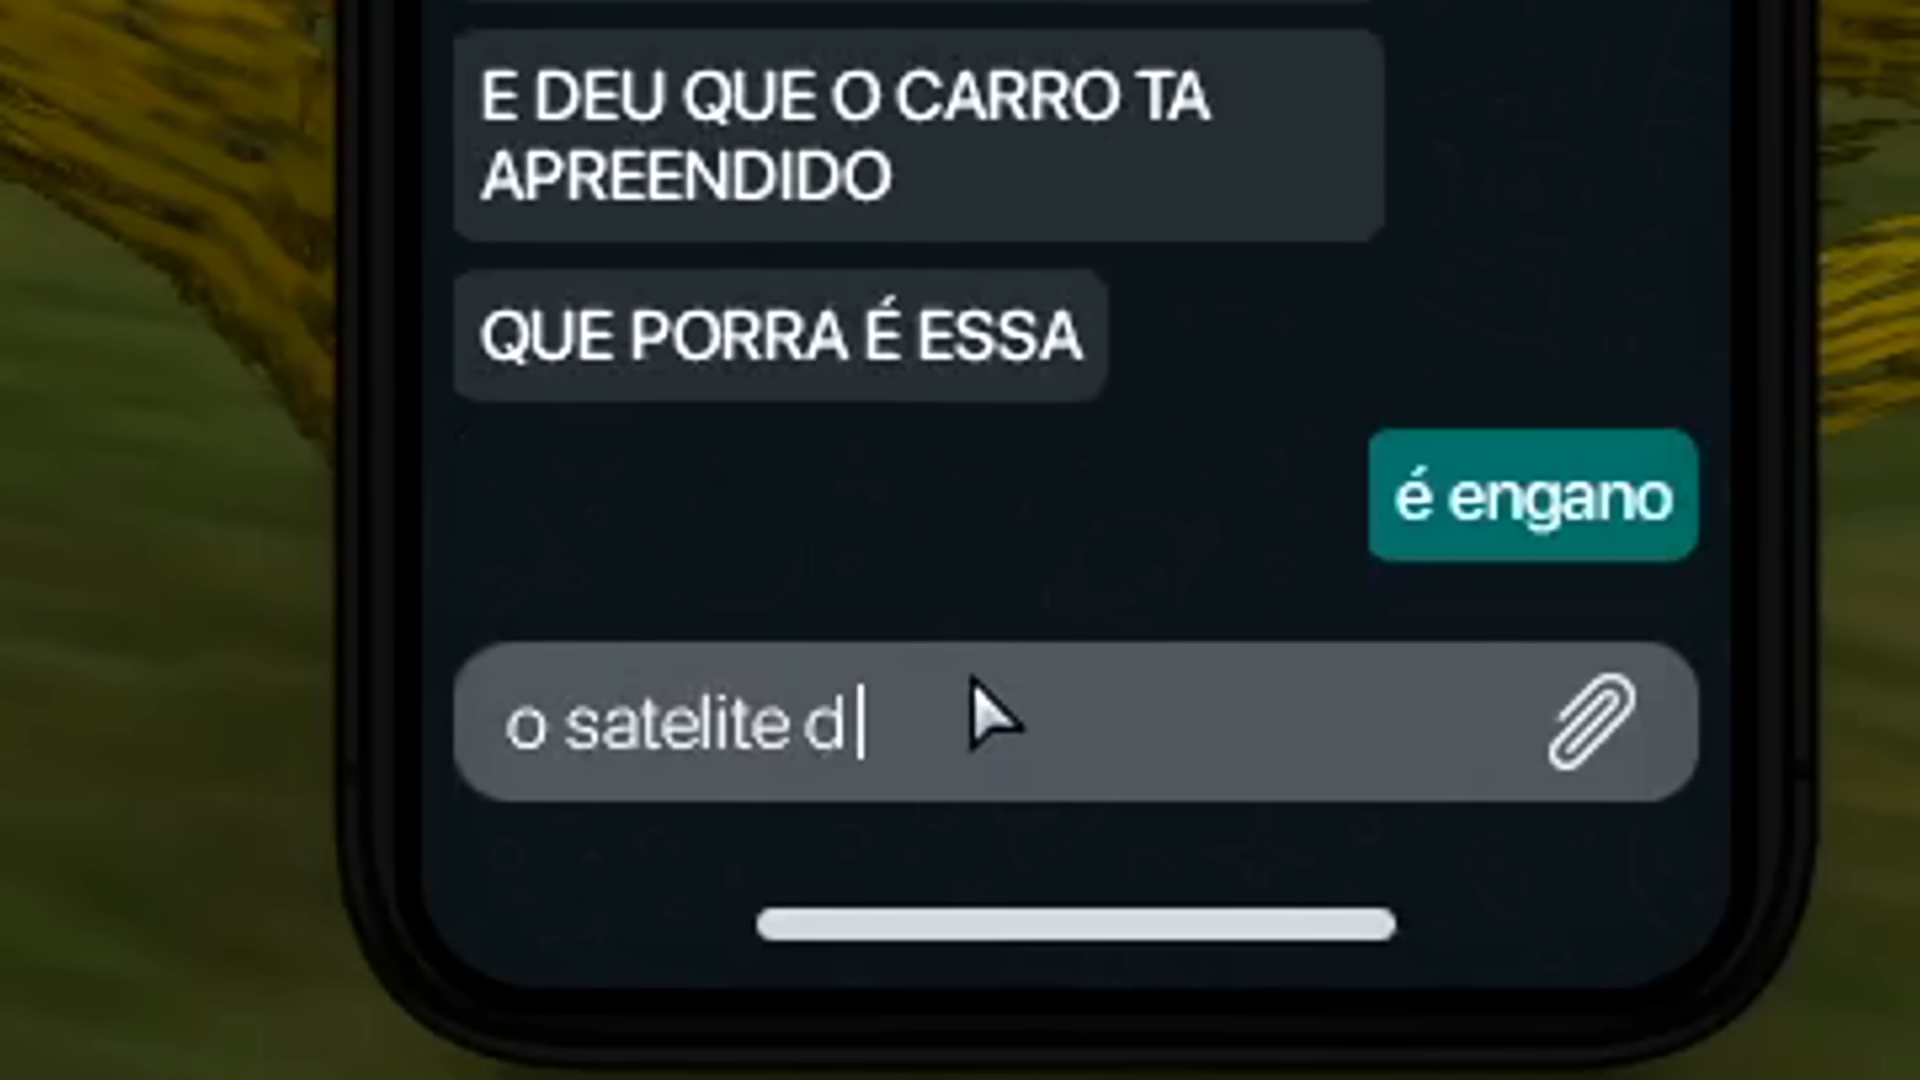 E DEU QUE O CARRO TA
APREENDIDO
QUE PORRA É ESSA
é engano
o satelite d